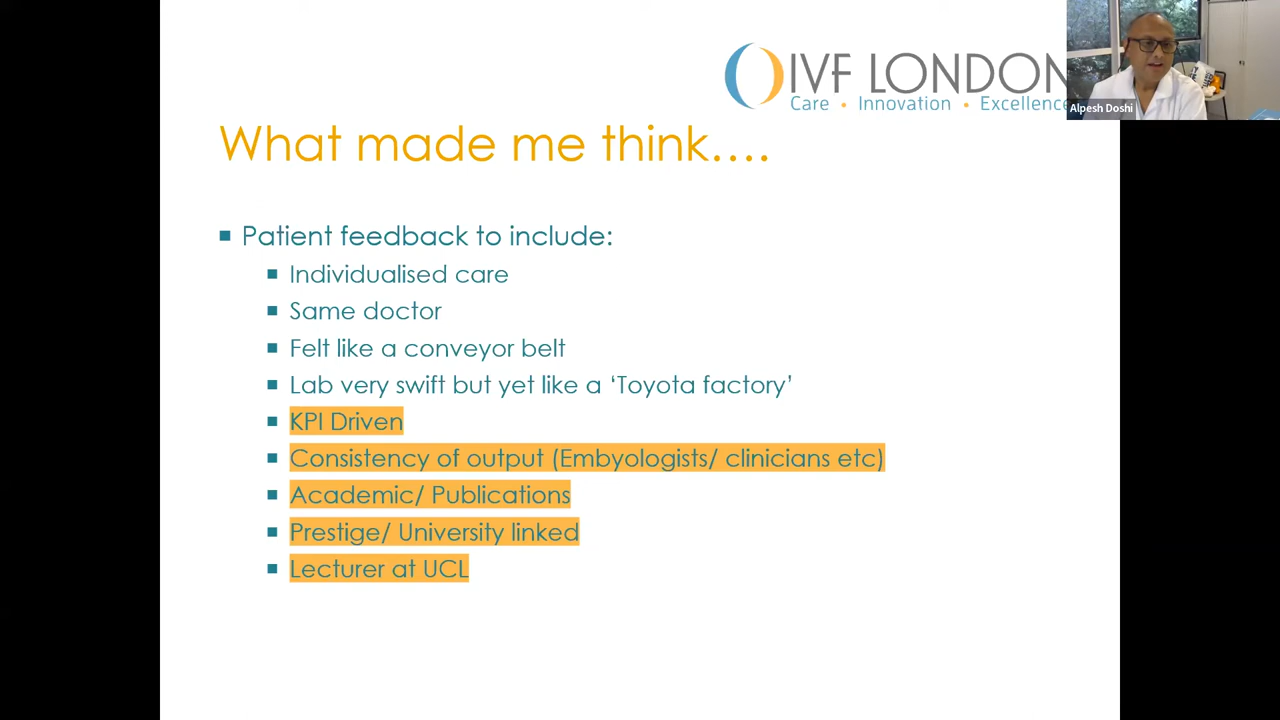 IVF LONDON
Care • Innovation • Excellence
Alpesh Doshi
What made me think….
Patient feedback to include:
Individualised care
Same doctor
Felt like a conveyor belt
Lab very swift but yet like a ‘Toyota factory’
KPI Driven
Consistency of output (Embyologists/ clinicians etc)
Academic/ Publications
Prestige/ University linked
Lecturer at UCL